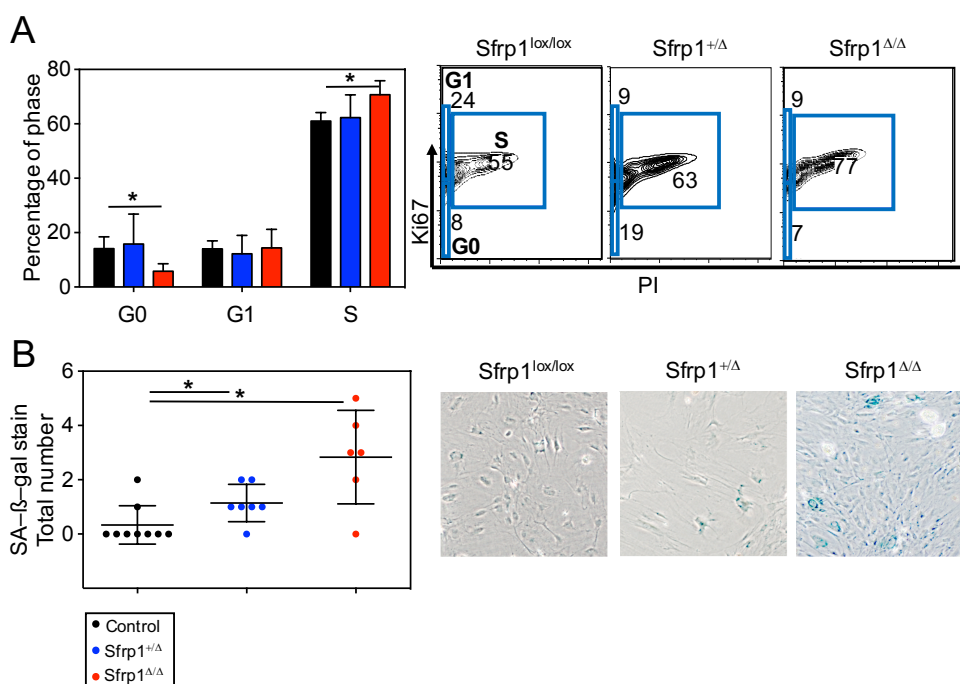 A
Percentage of phase
80
60
40
20
0
*
*
G0
G1
S
Sfrp1lox/lox
Sfrp1+/Δ
Sfrp1Δ/Δ
G1
24
S
55
8
G0
9
63
19
9
77
7
Ki67
PI
B
SA–ß–gal stain
Total number
6
4
2
0
*
*
Sfrp1lox/lox
Sfrp1+/Δ
Sfrp1Δ/Δ
Control
Sfrp1+/Δ
Sfrp1Δ/Δ